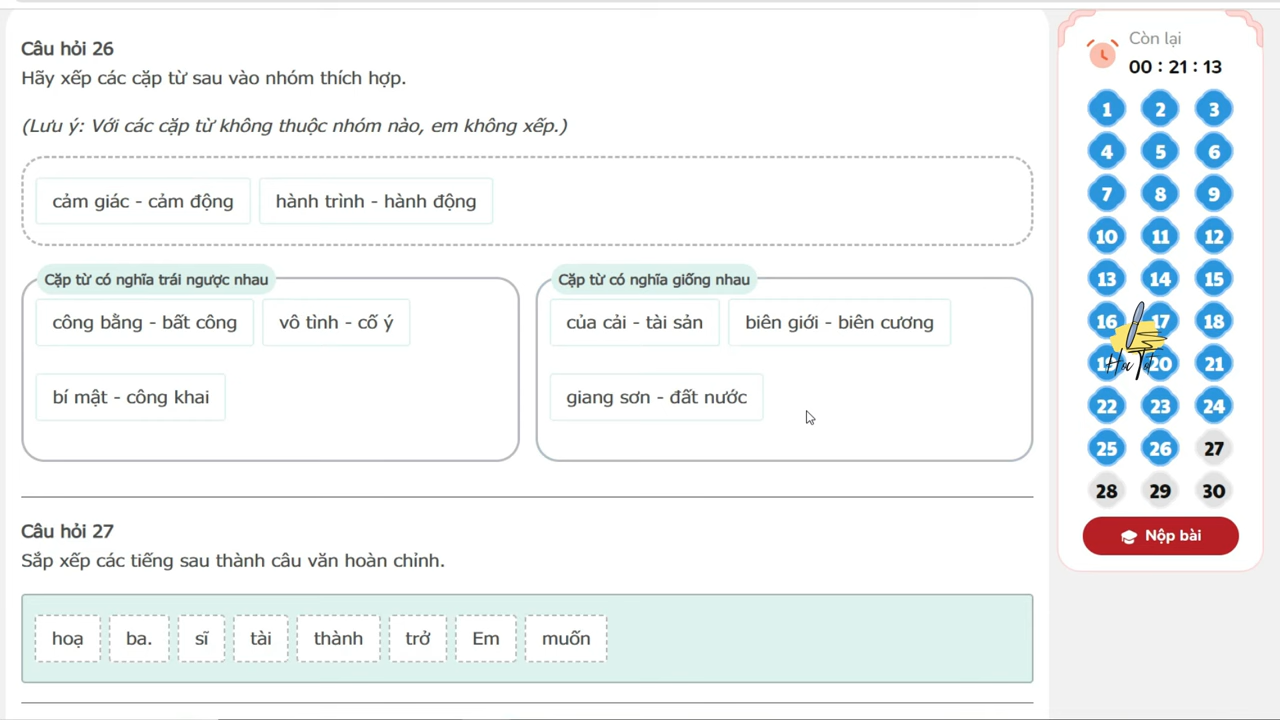 Câu hỏi 26
Hãy xếp các cặp từ sau vào nhóm thích hợp.
(Lưu ý: Với các cặp từ không thuộc nhóm nào, em không xếp.)
cảm giác - cảm động
hành trình - hành động
Cặp từ có nghĩa trái ngược nhau
công bằng - bất công
vô tình - cố ý
bí mật - công khai
Cặp từ có nghĩa giống nhau
của cải - tài sản
biên giới - biên cương
giang sơn - đất nước
Câu hỏi 27
Sắp xếp các tiếng sau thành câu văn hoàn chỉnh.
hoạ ba. sĩ tài thành trở Em muốn
Còn lại
00 : 21 : 13
1 2 3
4 5 6
7 8 9
10 11 12
13 14 15
16 17 18
19 20 21
22 23 24
25 26 27
28 29 30
Học Tốt
Nộp bài